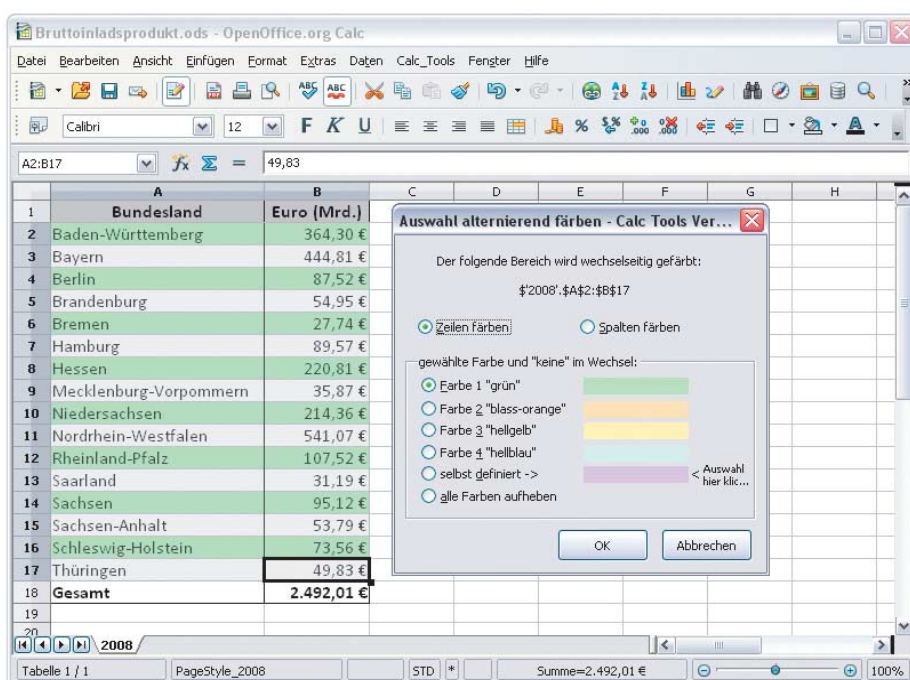 Bruttoinladsprodukt.ods - OpenOffice.org Calc
Datei Bearbeiten Ansicht Einfügen Format Extras Daten Calc_Tools Fenster Hilfe
ABC ABC
Calibri 12 F K U % A
A2:B17 fx Σ = 49,83
A B C D E F G H
1 Bundesland Euro (Mrd.)
2 Baden-Württemberg 364,30 €
3 Bayern 444,81 €
4 Berlin 87,52 €
5 Brandenburg 54,95 €
6 Bremen 27,74 €
7 Hamburg 89,57 €
8 Hessen 220,81 €
9 Mecklenburg-Vorpommern 35,87 €
10 Niedersachsen 214,36 €
11 Nordrhein-Westfalen 541,07 €
12 Rheinland-Pfalz 107,52 €
13 Saarland 31,19 €
14 Sachsen 95,12 €
15 Sachsen-Anhalt 53,79 €
16 Schleswig-Holstein 73,56 €
17 Thüringen 49,83 €
18 Gesamt 2.492,01 €
19
20
Auswahl alternierend färben - Calc Tools Ver...
Der folgende Bereich wird wechselseitig gefärbt:
$'2008'.$A$2:$B$17
Zeilen färben Spalten färben
gewählte Farbe und "keine" im Wechsel:
Farbe 1 "grün"
Farbe 2 "blass-orange"
Farbe 3 "hellgelb"
Farbe 4 "hellblau"
selbst definiert -> < Auswahl
hier klic...
alle Farben aufheben
OK Abbrechen
2008
Tabelle 1 / 1 PageStyle_2008 STD * Summe=2.492,01 € 100%